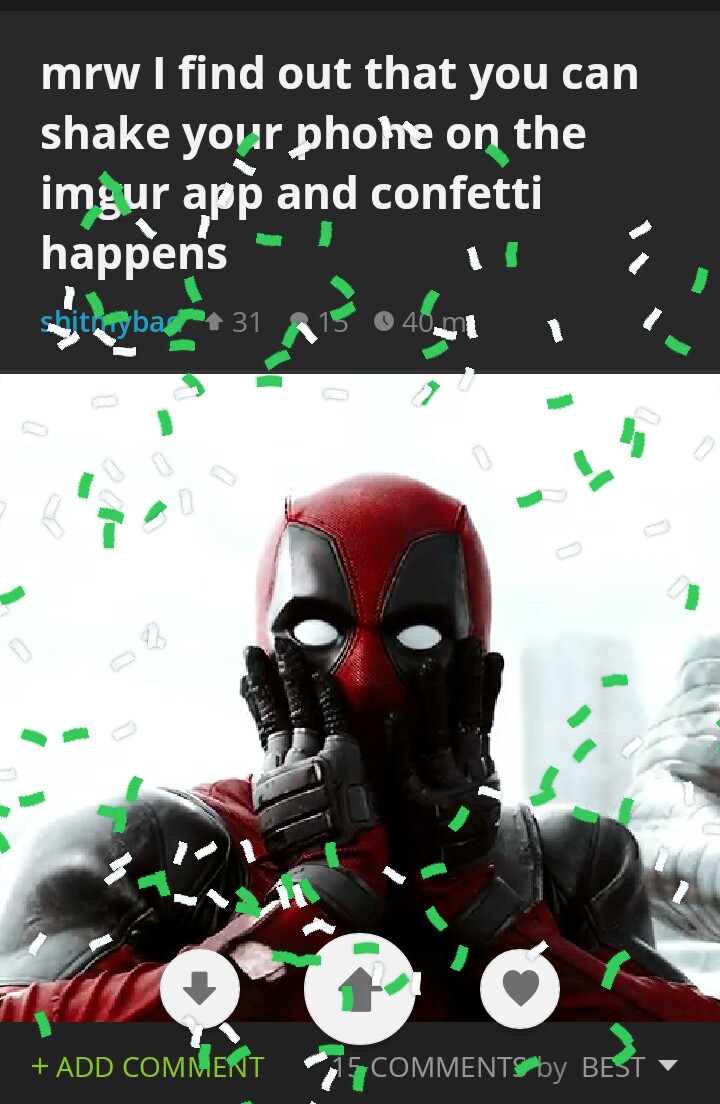 mrw I find out that you can
shake your phone on the
imgur app and confetti
happens
shitmybad 31 15 40 m
+ ADD COMMENT 15 COMMENTS by BEST